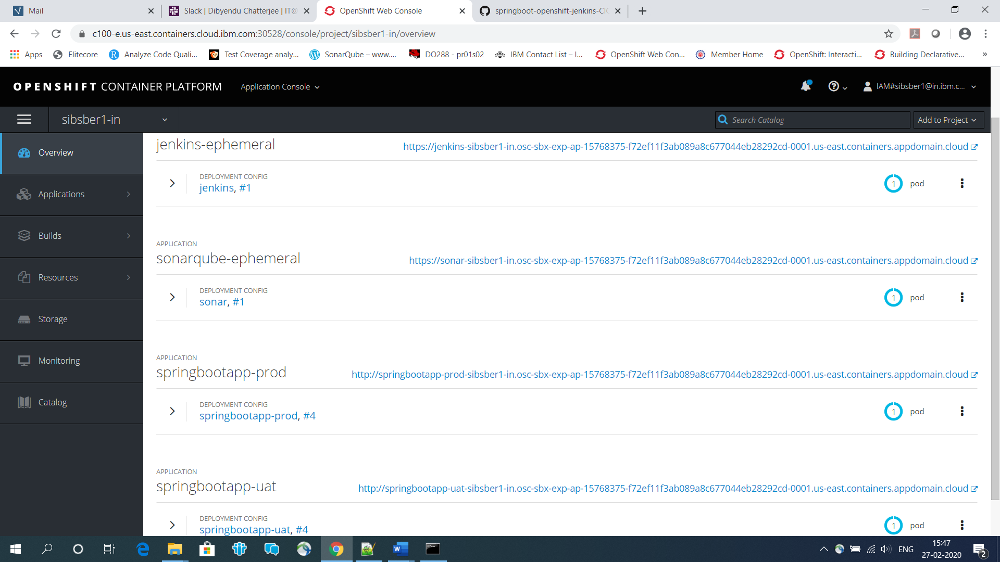 Mail
Slack | Dibyendu Chatterjee | IT@
OpenShift Web Console
springboot-openshift-jenkins-CIC
c100-e.us-east.containers.cloud.ibm.com:30528/console/project/sibsber1-in/overview
Apps
Elitecore
Analyze Code Quali...
Test Coverage analy...
SonarQube – www....
DO288 - pr01s02
IBM Contact List – I...
OpenShift Web Con...
Member Home
OpenShift: Interacti...
Building Declarative...
»
OPENSHIFT CONTAINER PLATFORM
Application Console
IAM#sibsber1@in.ibm.c...
sibsber1-in
Search Catalog
Add to Project
Overview
Applications
Builds
Resources
Storage
Monitoring
Catalog
jenkins-ephemeral
https://jenkins-sibsber1-in.osc-sbx-exp-ap-15768375-f72ef11f3ab089a8c677044eb28292cd-0001.us-east.containers.appdomain.cloud
DEPLOYMENT CONFIG
jenkins, #1
1 pod
APPLICATION
sonarqube-ephemeral
https://sonar-sibsber1-in.osc-sbx-exp-ap-15768375-f72ef11f3ab089a8c677044eb28292cd-0001.us-east.containers.appdomain.cloud
DEPLOYMENT CONFIG
sonar, #1
1 pod
APPLICATION
springbootapp-prod
http://springbootapp-prod-sibsber1-in.osc-sbx-exp-ap-15768375-f72ef11f3ab089a8c677044eb28292cd-0001.us-east.containers.appdomain.cloud
DEPLOYMENT CONFIG
springbootapp-prod, #4
1 pod
APPLICATION
springbootapp-uat
http://springbootapp-uat-sibsber1-in.osc-sbx-exp-ap-15768375-f72ef11f3ab089a8c677044eb28292cd-0001.us-east.containers.appdomain.cloud
DEPLOYMENT CONFIG
springbootapp-uat, #4
1 pod
ENG
15:47
27-02-2020
2